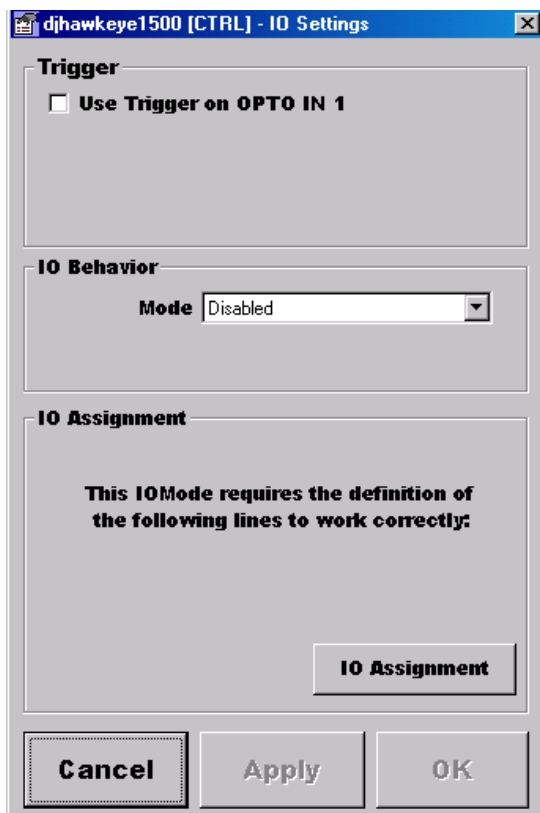 djhawkeye1500 [CTRL] - IO Settings
Trigger
Use Trigger on OPTO IN 1
IO Behavior
Mode Disabled
IO Assignment
This IOMode requires the definition of
the following lines to work correctly:
IO Assignment
Cancel Apply OK